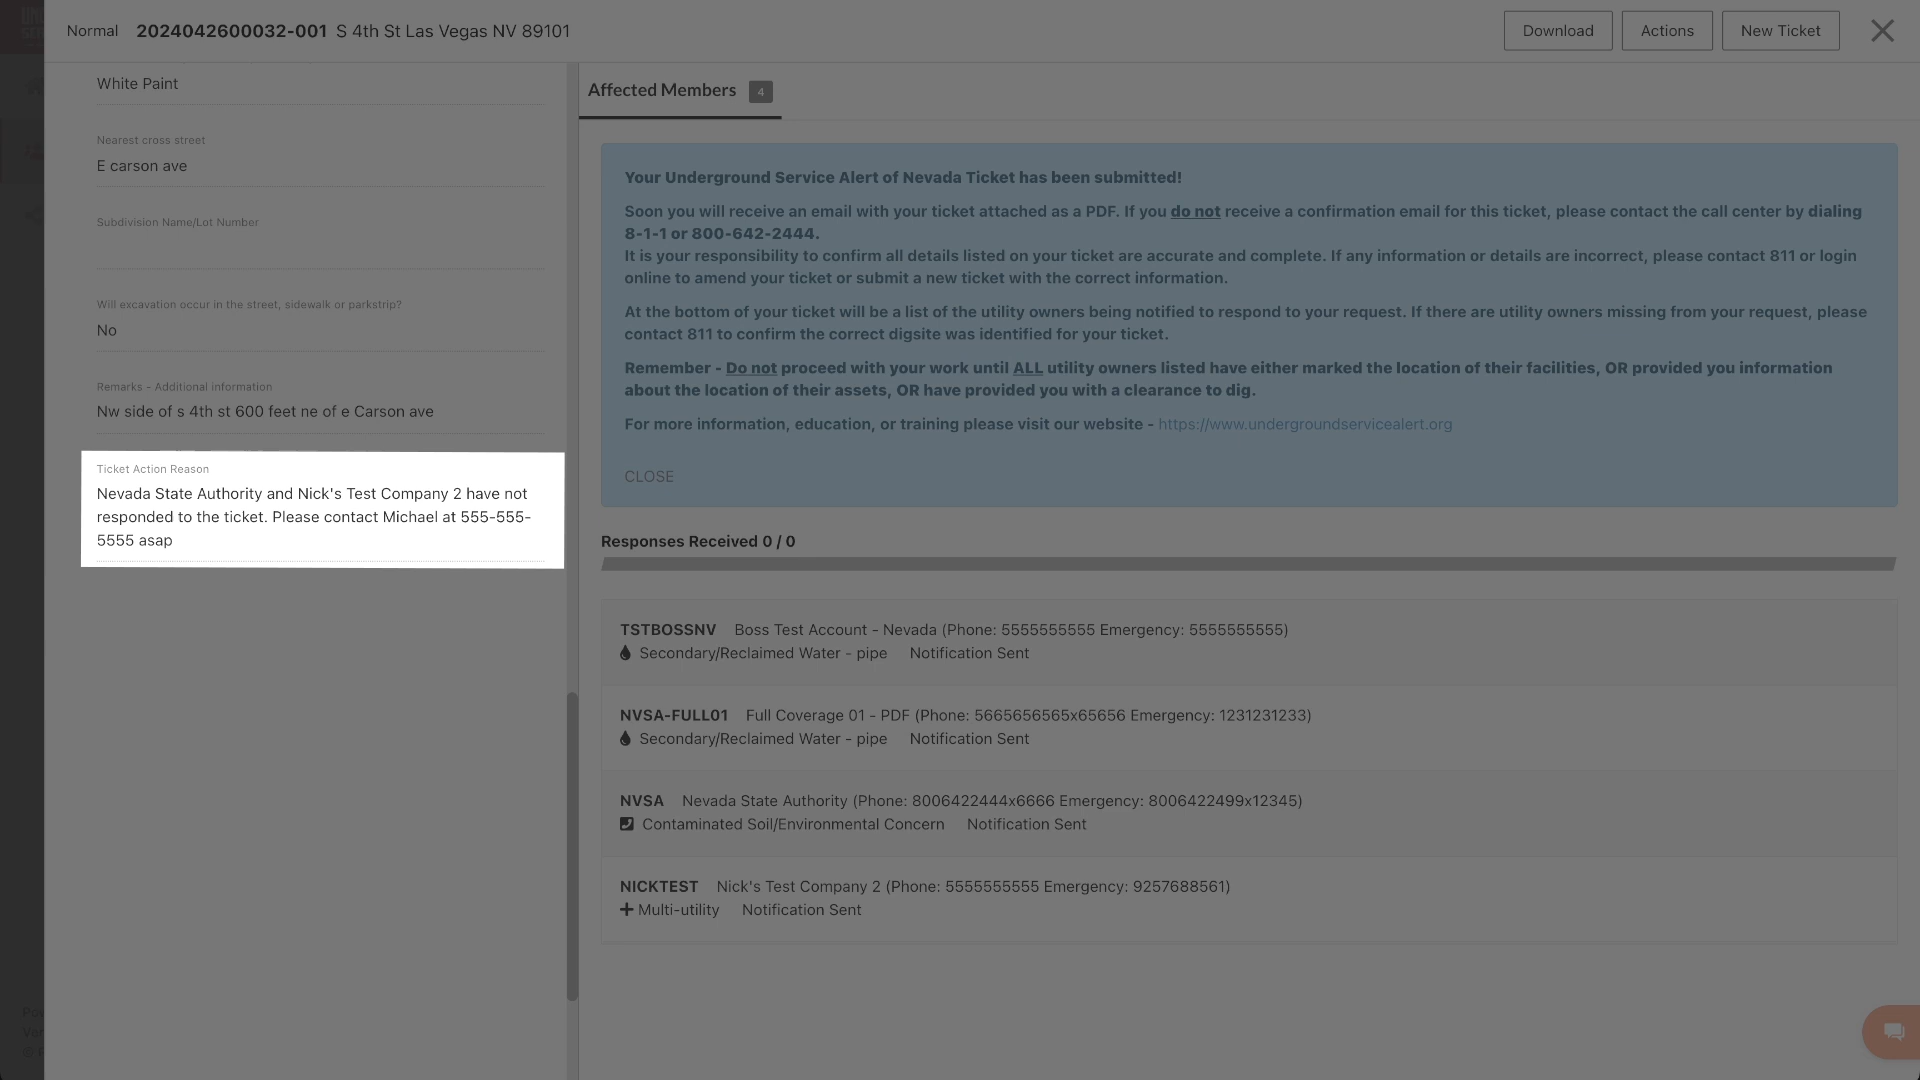 Normal 2024042600032-001 S 4th St Las Vegas NV 89101
Download
Actions
New Ticket
White Paint
Nearest cross street
E carson ave
Subdivision Name/Lot Number
Will excavation occur in the street, sidewalk or parkstrip?
No
Remarks - Additional information
Nw side of s 4th st 600 feet ne of e Carson ave
Ticket Action Reason
Nevada State Authority and Nick's Test Company 2 have not
responded to the ticket. Please contact Michael at 555-555-
5555 asap
Affected Members 4
Your Underground Service Alert of Nevada Ticket has been submitted!
Soon you will receive an email with your ticket attached as a PDF. If you do not receive a confirmation email for this ticket, please contact the call center by dialing
8-1-1 or 800-642-2444.
It is your responsibility to confirm all details listed on your ticket are accurate and complete. If any information or details are incorrect, please contact 811 or login
online to amend your ticket or submit a new ticket with the correct information.
At the bottom of your ticket will be a list of the utility owners being notified to respond to your request. If there are utility owners missing from your request, please
contact 811 to confirm the correct digsite was identified for your ticket.
Remember - Do not proceed with your work until ALL utility owners listed have either marked the location of their facilities, OR provided you information
about the location of their assets, OR have provided you with a clearance to dig.
For more information, education, or training please visit our website - https://www.undergroundservicealert.org
CLOSE
Responses Received 0 / 0
TSTBOSSNV Boss Test Account - Nevada (Phone: 5555555555 Emergency: 5555555555)
Secondary/Reclaimed Water - pipe Notification Sent
NVSA-FULL01 Full Coverage 01 - PDF (Phone: 5665656565x65656 Emergency: 1231231233)
Secondary/Reclaimed Water - pipe Notification Sent
NVSA Nevada State Authority (Phone: 8006422444x6666 Emergency: 8006422499x12345)
Contaminated Soil/Environmental Concern Notification Sent
NICKTEST Nick's Test Company 2 (Phone: 5555555555 Emergency: 9257688561)
Multi-utility Notification Sent